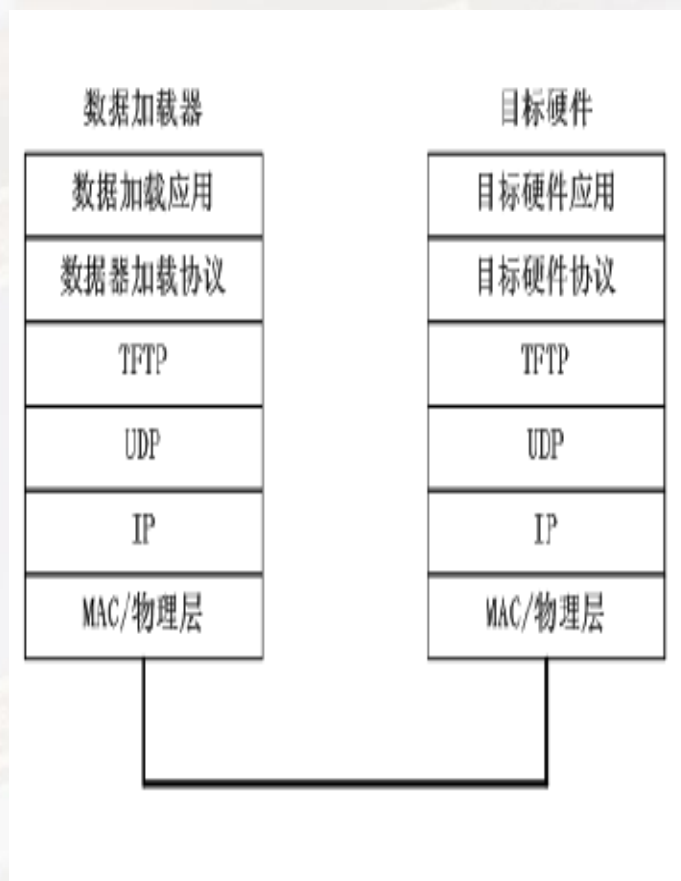 数据加载器
数据加载应用
数据器加载协议
TFTP
UDP
IP
MAC/物理层
目标硬件
目标硬件应用
目标硬件协议
TFTP
UDP
IP
MAC/物理层